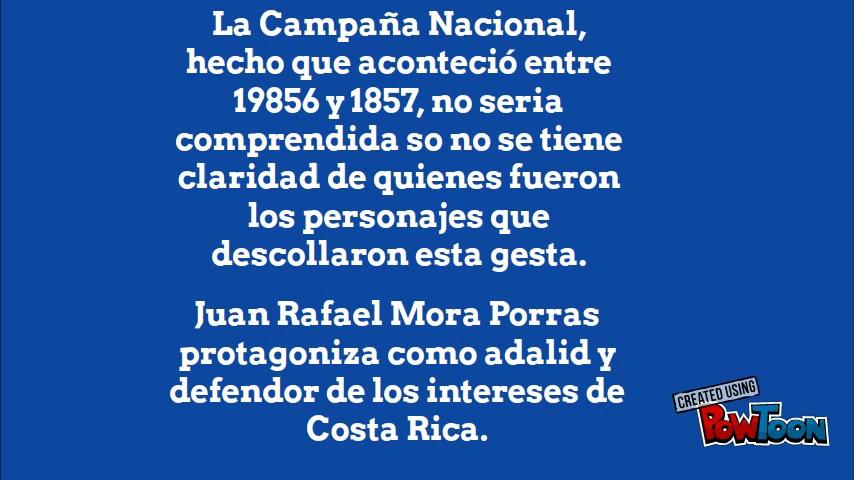 La Campaña Nacional,
hecho que aconteció entre
19856 y 1857, no seria
comprendida so no se tiene
claridad de quienes fueron
los personajes que
descollaron esta gesta.
Juan Rafael Mora Porras
protagoniza como adalid y
defendor de los intereses de
Costa Rica.
CREATED USING
POWTOON